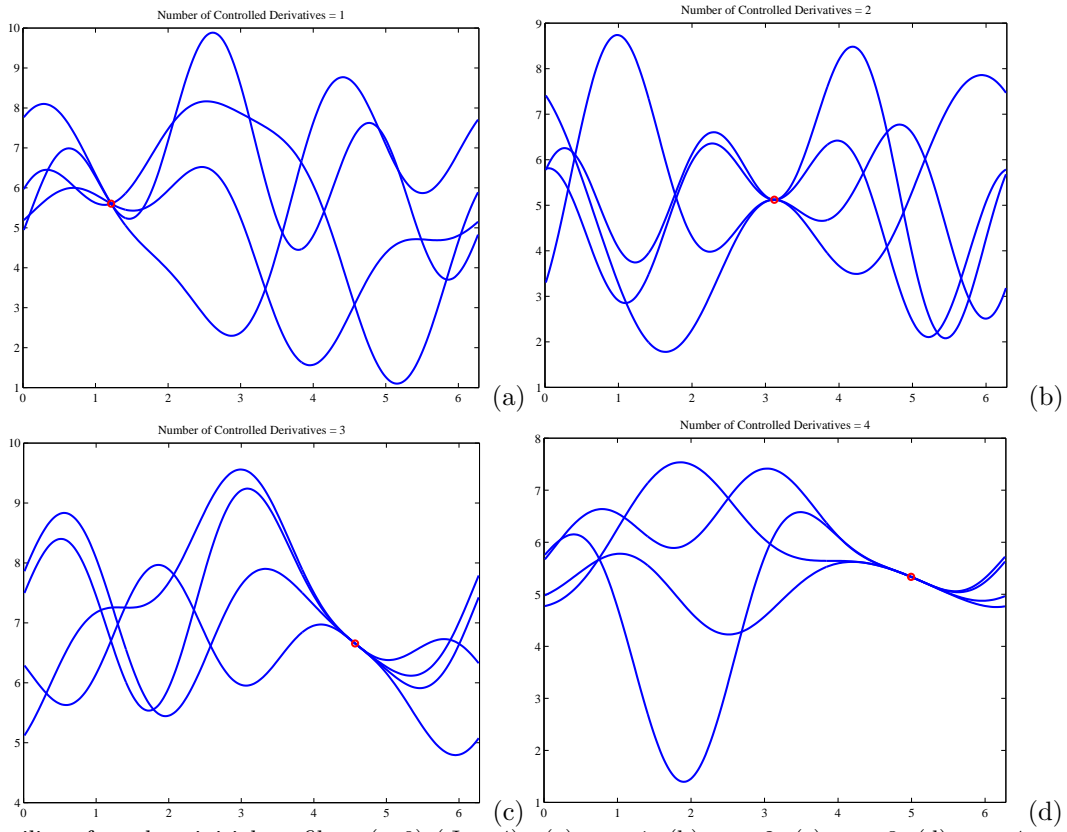 Number of Controlled Derivatives = 1
10
9
8
7
6
5
4
3
2
1
0 1 2 3 4 5 6
(a)
Number of Controlled Derivatives = 2
9
8
7
6
5
4
3
2
1
0 1 2 3 4 5 6
(b)
Number of Controlled Derivatives = 3
10
9
8
7
6
5
4
0 1 2 3 4 5 6
(c)
Number of Controlled Derivatives = 4
8
7
6
5
4
3
2
1
0 1 2 3 4 5 6
(d)